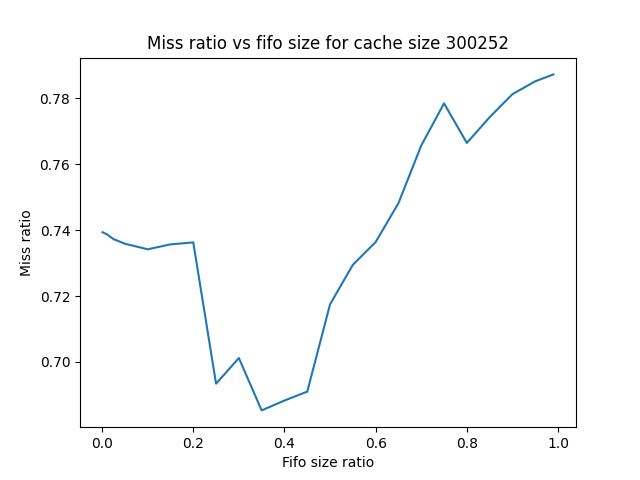 Miss ratio vs fifo size for cache size 300252
0.78
0.76
0.74
0.72
0.70
Miss ratio
0.0 0.2 0.4 0.6 0.8 1.0
Fifo size ratio